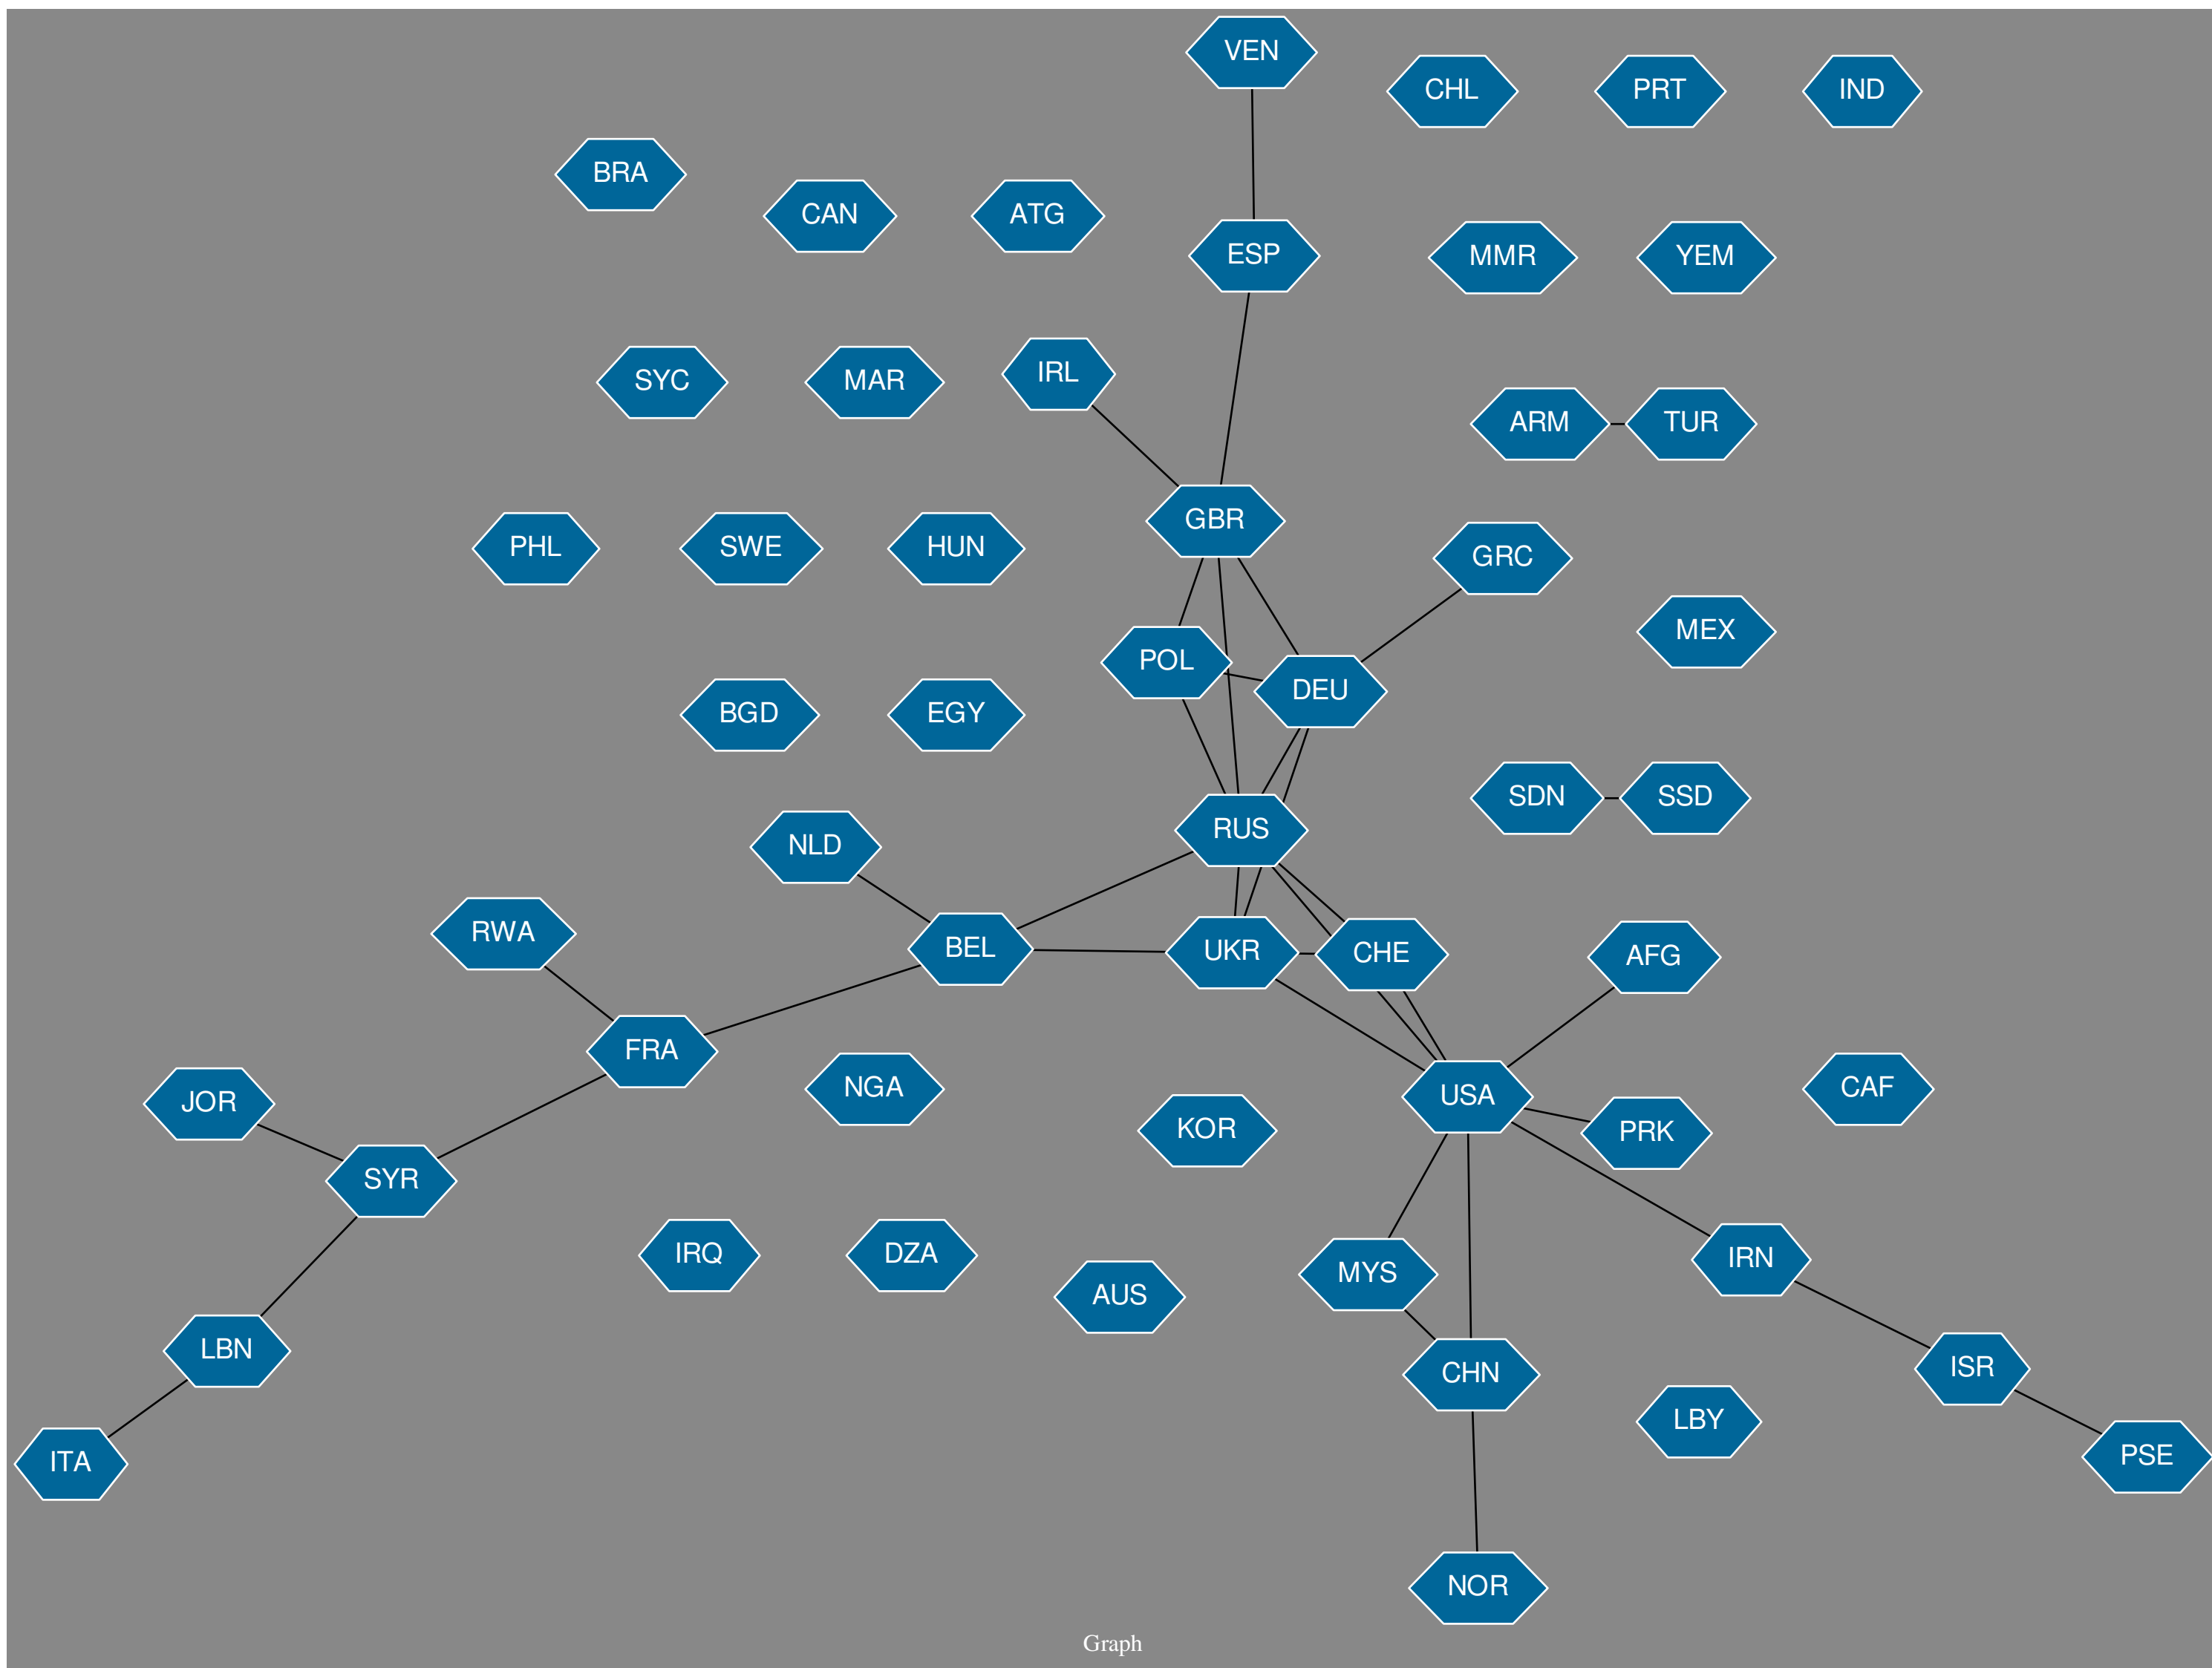 VEN
CHL
PRT
IND
BRA
CAN
ATG
ESP
MMR
YEM
SYC
MAR
IRL
ARM
TUR
GBR
PHL
SWE
HUN
GRC
MEX
POL
DEU
BGD
EGY
SDN
SSD
RUS
NLD
RWA
BEL
UKR
CHE
AFG
FRA
NGA
JOR
USA
CAF
KOR
PRK
SYR
IRQ
DZA
MYS
IRN
AUS
LBN
CHN
ISR
LBY
ITA
PSE
NOR
Graph